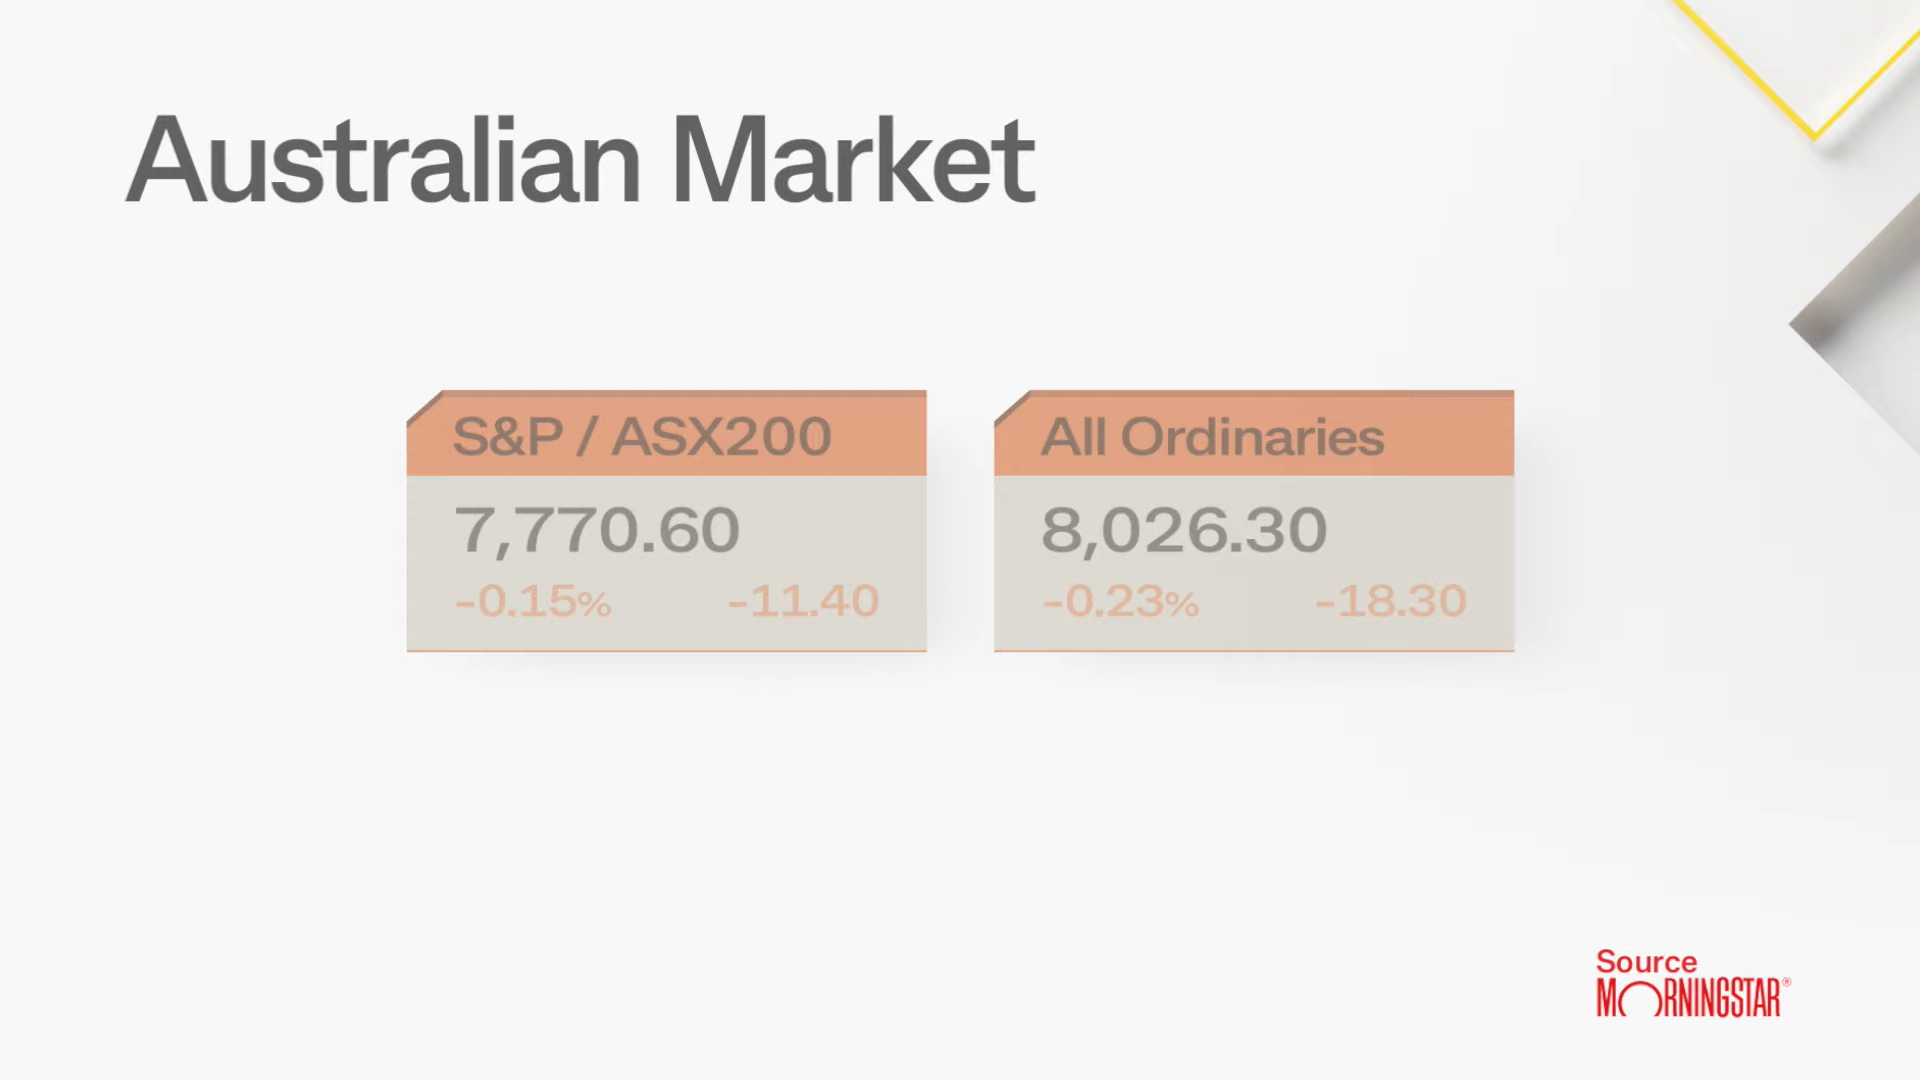 Australian Market
S&P / ASX200
7,770.60
-0.15% -11.40
All Ordinaries
8,026.30
-0.23% -18.30
Source
MORNINGSTAR®